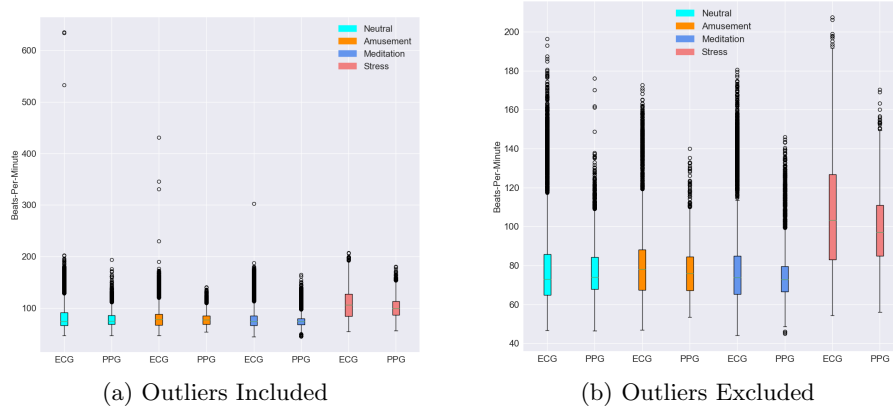 Neutral
Amusement
Meditation
Stress
600
500
400
300
200
100
Beats-Per-Minute
ECG PPG ECG PPG ECG PPG ECG PPG
(a) Outliers Included
Neutral
Amusement
Meditation
Stress
200
180
160
140
120
100
80
60
40
Beats-Per-Minute
ECG PPG ECG PPG ECG PPG ECG PPG
(b) Outliers Excluded